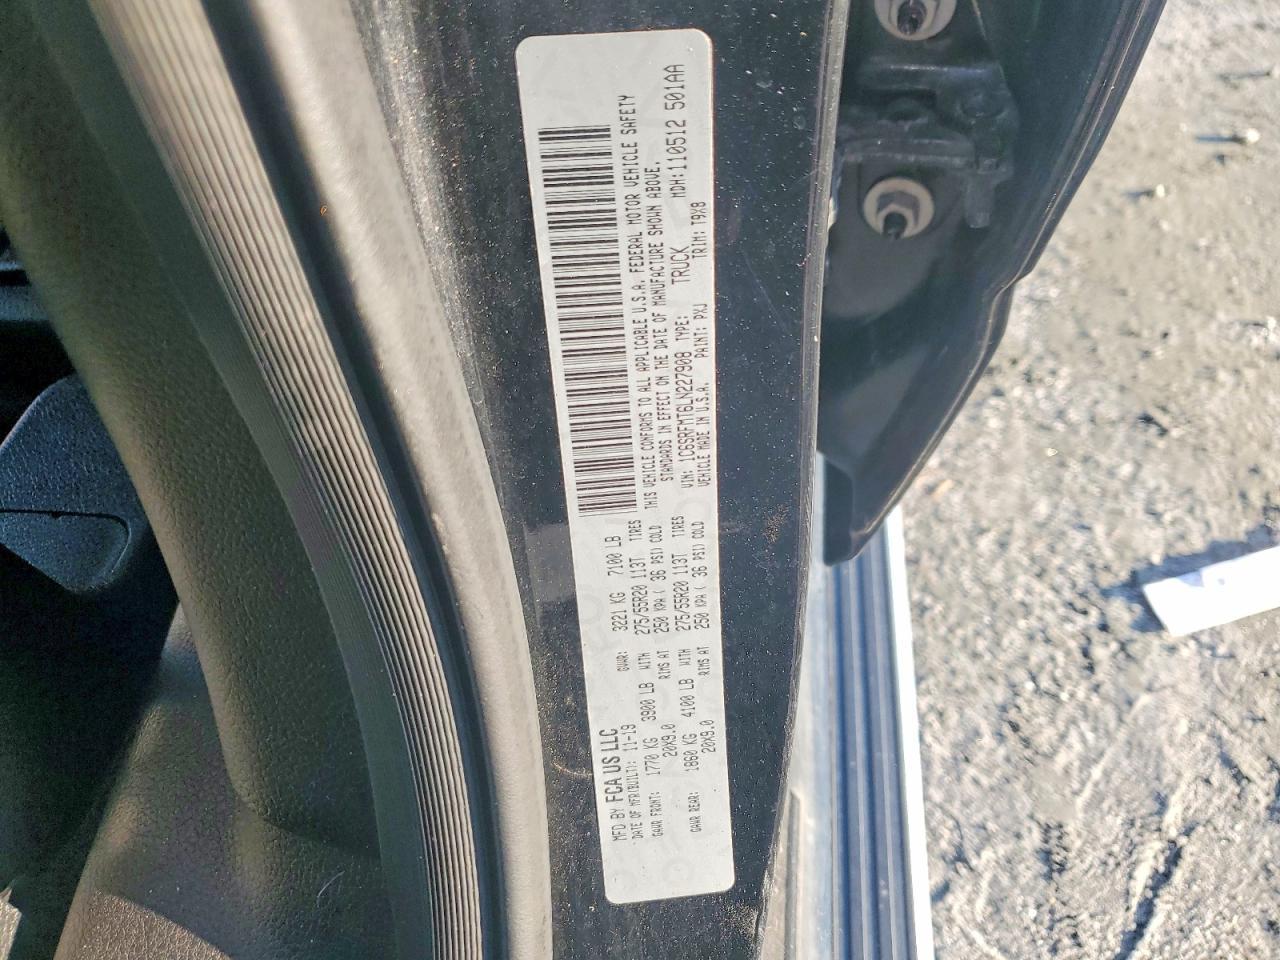 MFD BY FCA US LLC
DATE OF MFR(BUILT): 11-19 GVWR: 3221 KG 7100 LB
GAWR FRONT: 1770 KG 3900 LB WITH 275/55R20 113T TIRES
20X9.0 RIMS AT 250 KPA( 36 PSI) COLD
GAWR REAR: 1860 KG 4100 LB WITH 275/55R20 113T TIRES
20X9.0 RIMS AT 250 KPA ( 36 PSI) COLD
THIS VEHICLE CONFORMS TO ALL APPLICABLE U.S.A. FEDERAL MOTOR VEHICLE SAFETY
STANDARDS IN EFFECT ON THE DATE OF MANUFACTURE SHOWN ABOVE.
VIN: 1C6SRFMT6LN227908 TYPE: TRUCK MDH:110512 501AA
VEHICLE MADE IN U.S.A. PAINT: PXJ TRIM: T9X8